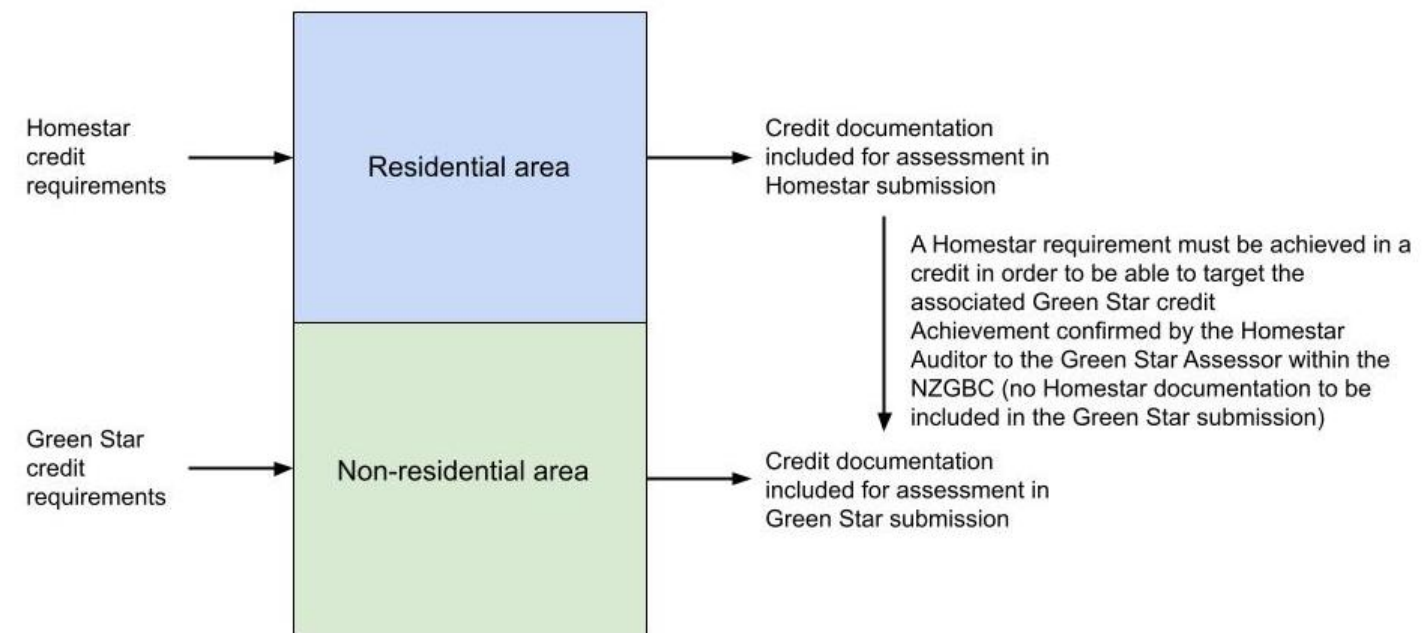 Homestar
credit
requirements
Residential area
Credit documentation
included for assessment in
Homestar submission
A Homestar requirement must be achieved in a
credit in order to be able to target the
associated Green Star credit
Achievement confirmed by the Homestar
Auditor to the Green Star Assessor within the
NZGBC (no Homestar documentation to be
included in the Green Star submission)
Green Star
credit
requirements
Non-residential area
Credit documentation
included for assessment in
Green Star submission